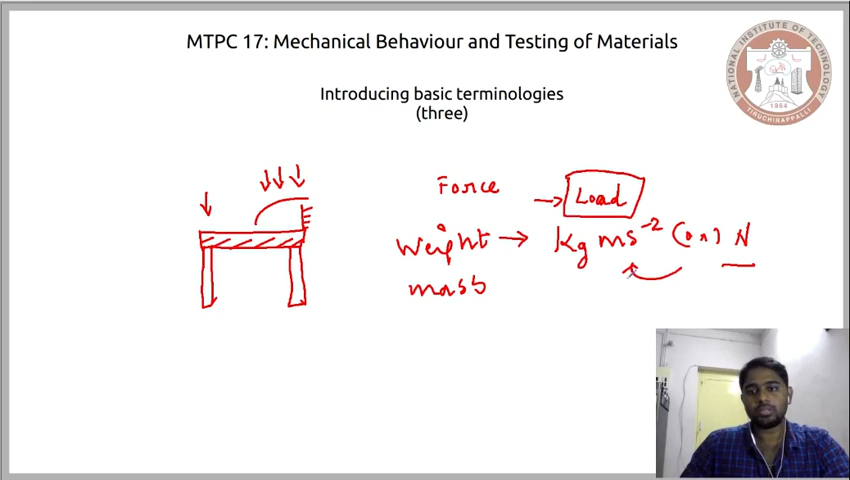 MTPC 17: Mechanical Behaviour and Testing of Materials
Introducing basic terminologies
(three)
NATIONAL INSTITUTE OF TECHNOLOGY
1964
TIRUCHIRAPPALLI
Force
Load
Weight → Kg ms⁻² (or) N
mass